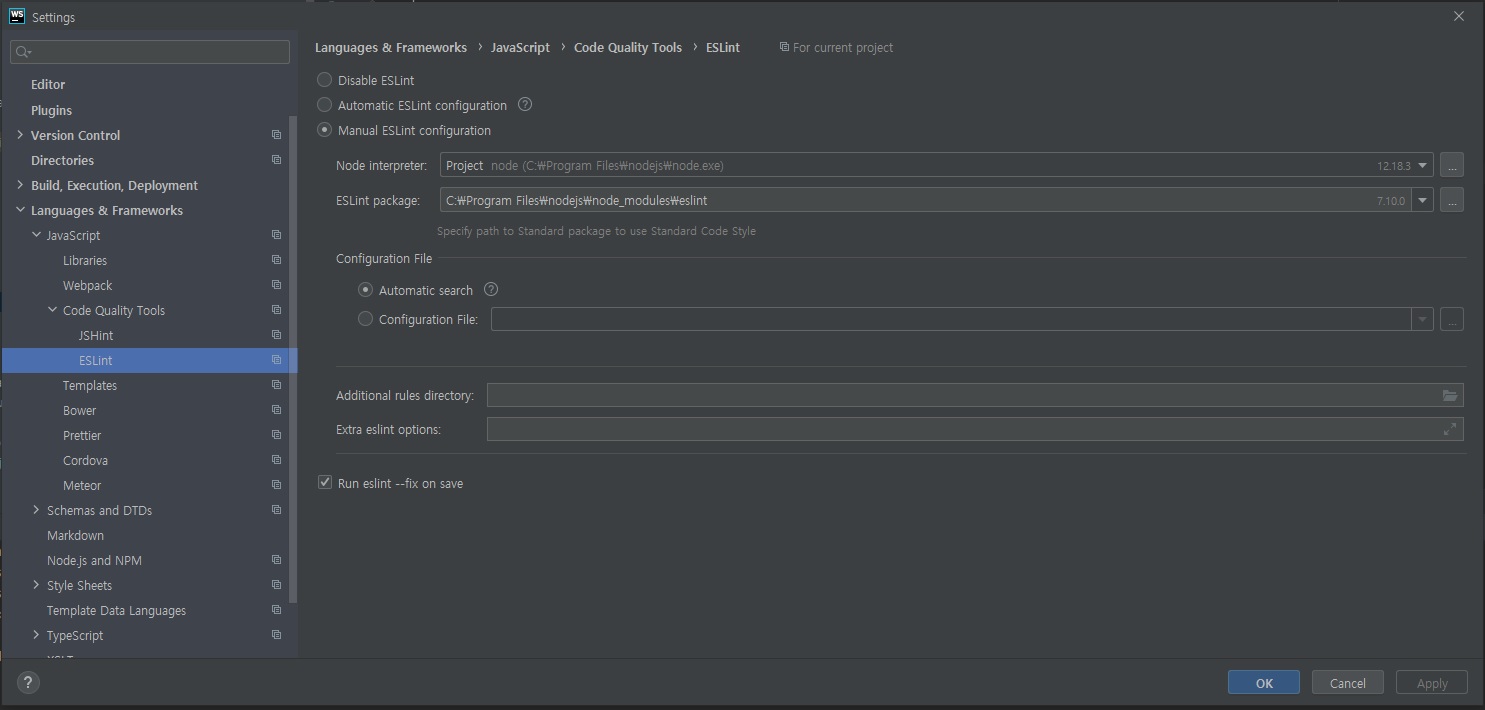 WS Settings
Languages & Frameworks › JavaScript › Code Quality Tools › ESLint For current project
Editor
Plugins
Version Control
Directories
Build, Execution, Deployment
Languages & Frameworks
JavaScript
Libraries
Webpack
Code Quality Tools
JSHint
ESLint
Templates
Bower
Prettier
Cordova
Meteor
Schemas and DTDs
Markdown
Node.js and NPM
Style Sheets
Template Data Languages
TypeScript
XSLT
Disable ESLint
Automatic ESLint configuration ?
Manual ESLint configuration
Node interpreter: Project node (C:₩Program Files₩nodejs₩node.exe) 12.18.3 ...
ESLint package: C:₩Program Files₩nodejs₩node_modules₩eslint 7.10.0 ...
Specify path to Standard package to use Standard Code Style
Configuration File
Automatic search ?
Configuration File: ...
Additional rules directory:
Extra eslint options:
Run eslint --fix on save
? OK Cancel Apply